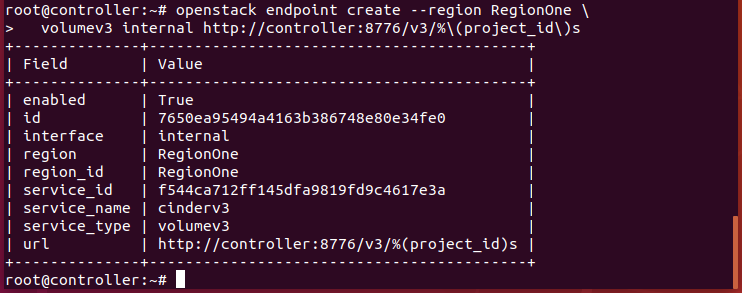 root@controller:~# openstack endpoint create --region RegionOne \
>   volumev3 internal http://controller:8776/v3/%\(project_id\)s
+--------------+------------------------------------------+
| Field        | Value                                    |
+--------------+------------------------------------------+
| enabled      | True                                     |
| id           | 7650ea95494a4163b386748e80e34fe0         |
| interface    | internal                                 |
| region       | RegionOne                                |
| region_id    | RegionOne                                |
| service_id   | f544ca712ff145dfa9819fd9c4617e3a         |
| service_name | cinderv3                                 |
| service_type | volumev3                                 |
| url          | http://controller:8776/v3/%(project_id)s |
+--------------+------------------------------------------+
root@controller:~#